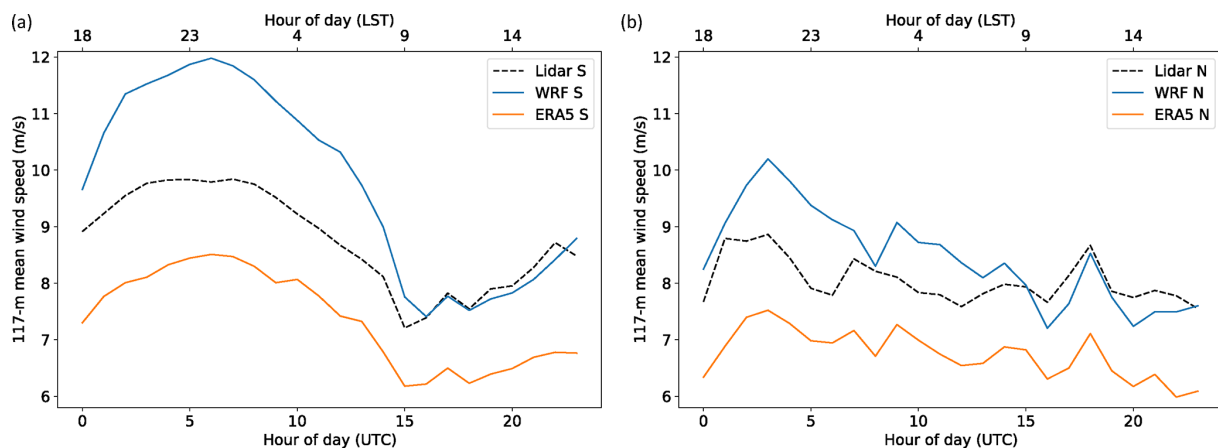 (a)
Hour of day (LST)
18 23 4 9 14
12
11
10
9
8
7
6
117-m mean wind speed (m/s)
Lidar S
WRF S
ERA5 S
0 5 10 15 20
Hour of day (UTC)
(b)
Hour of day (LST)
18 23 4 9 14
12
11
10
9
8
7
6
117-m mean wind speed (m/s)
Lidar N
WRF N
ERA5 N
0 5 10 15 20
Hour of day (UTC)